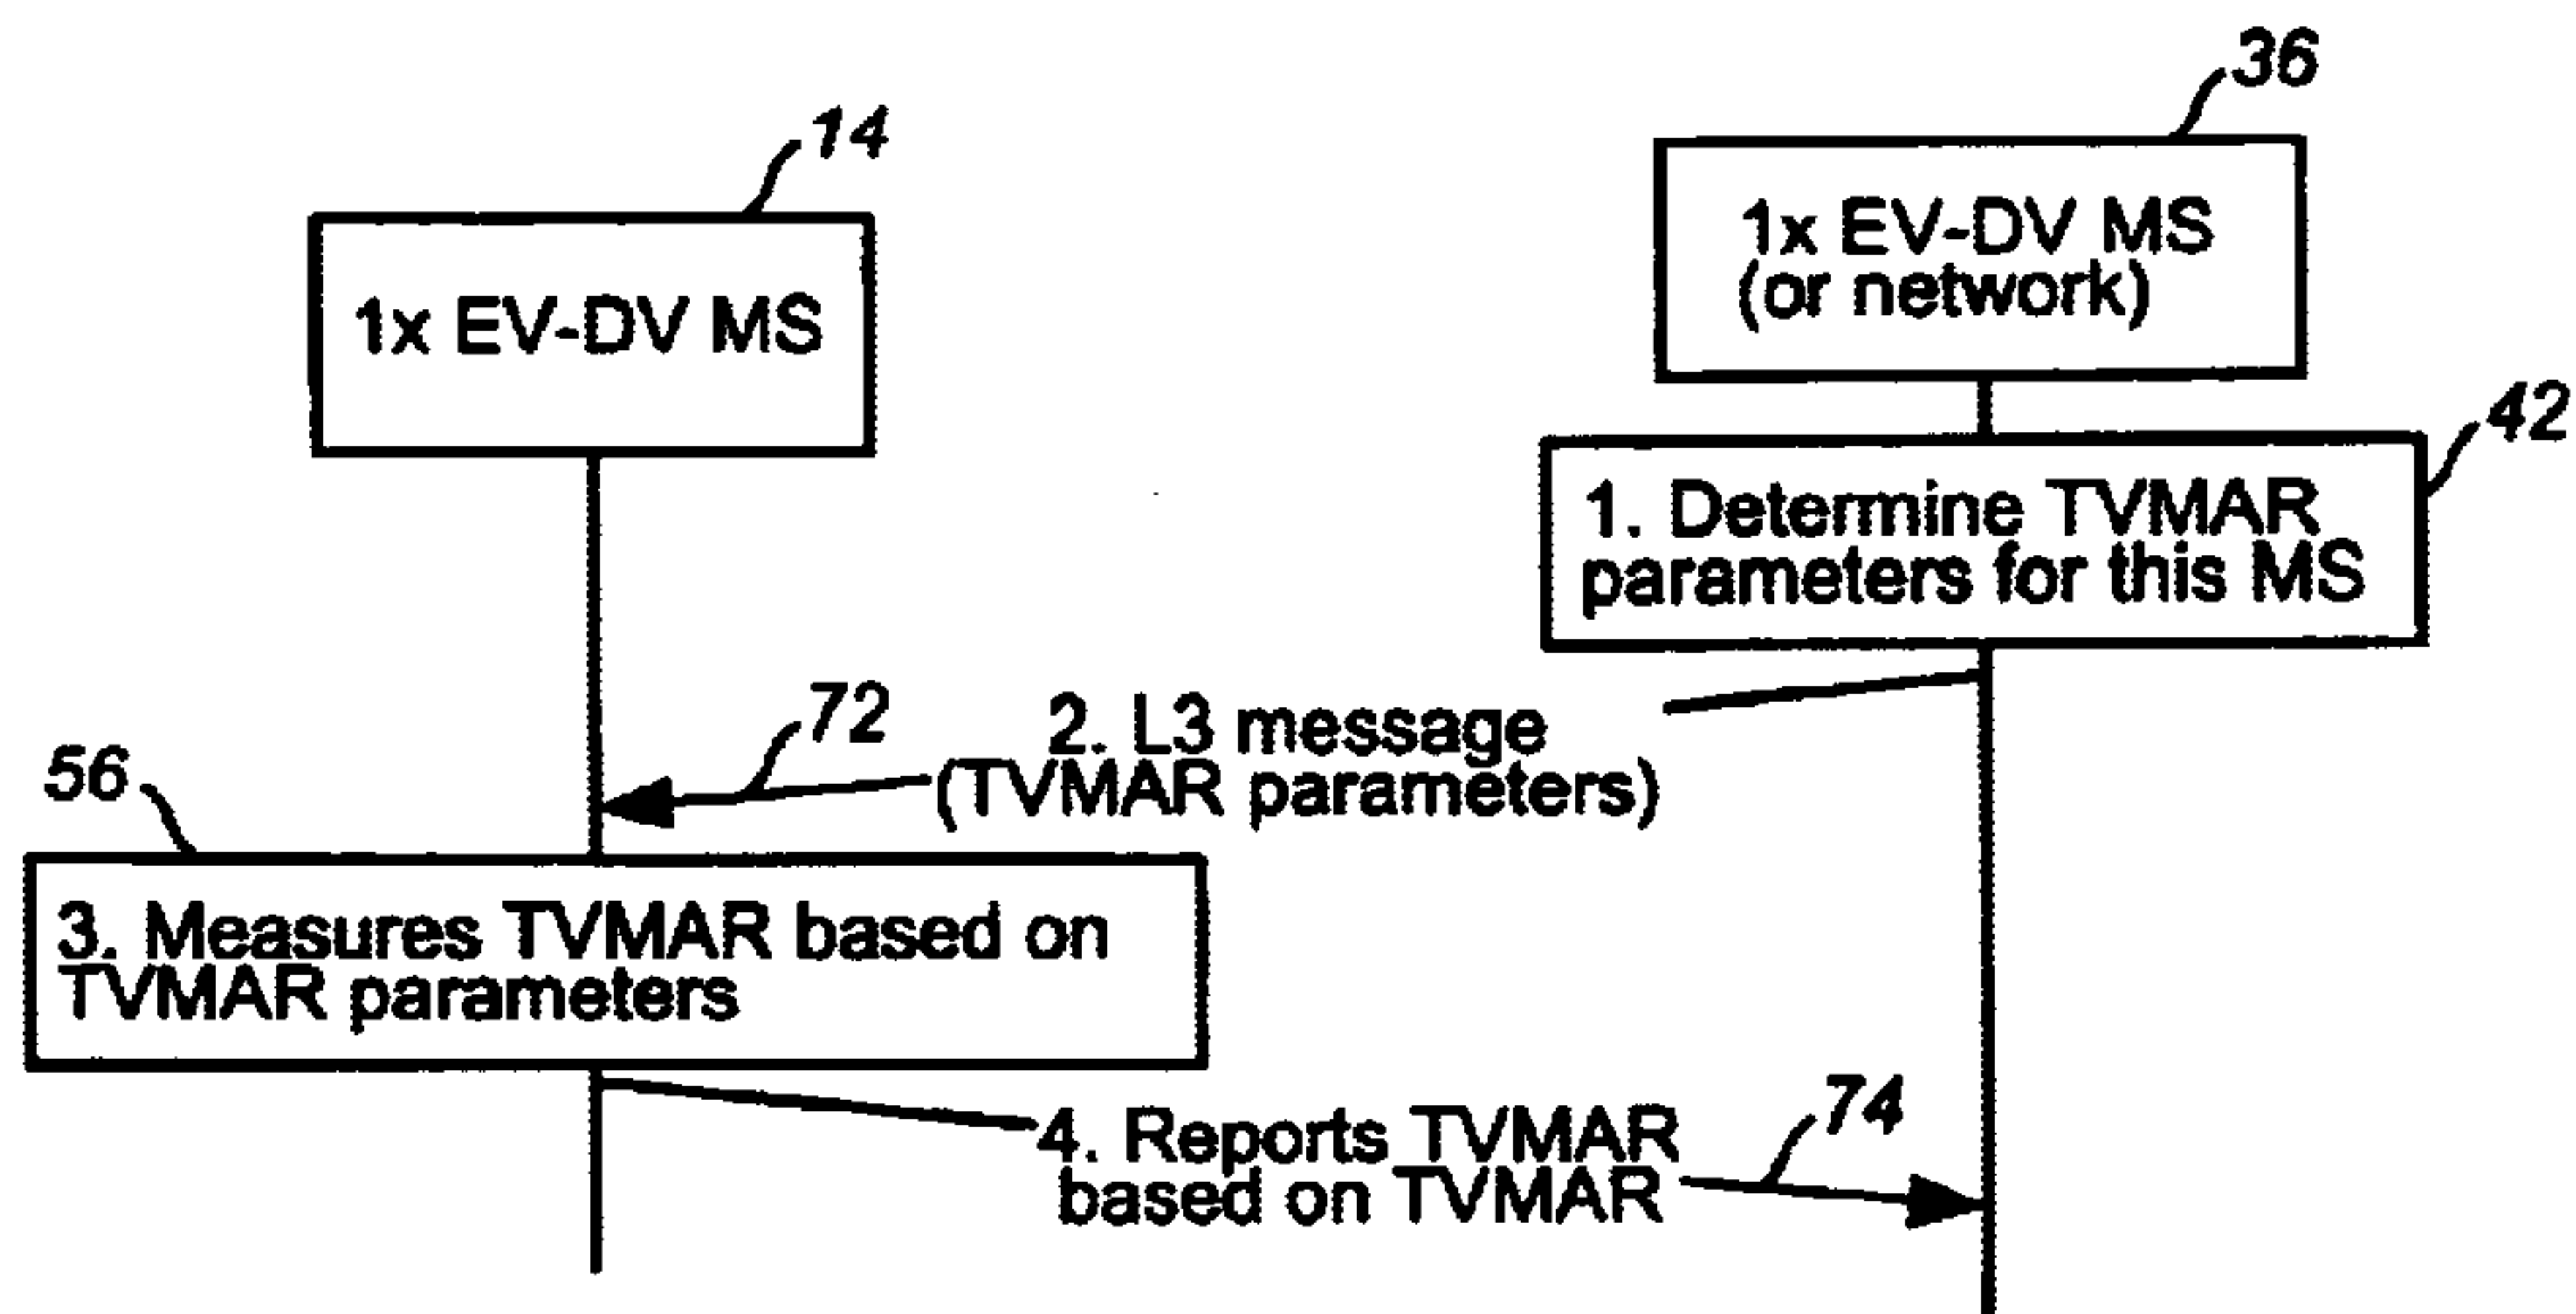 36
14
1x EV-DV MS
(or network)
1x EV-DV MS
42
1. Determine TVMAR
parameters for this MS
72
2. L3 message
(TVMAR parameters)
56
3. Measures TVMAR based on
TVMAR parameters
74
4. Reports TVMAR
based on TVMAR